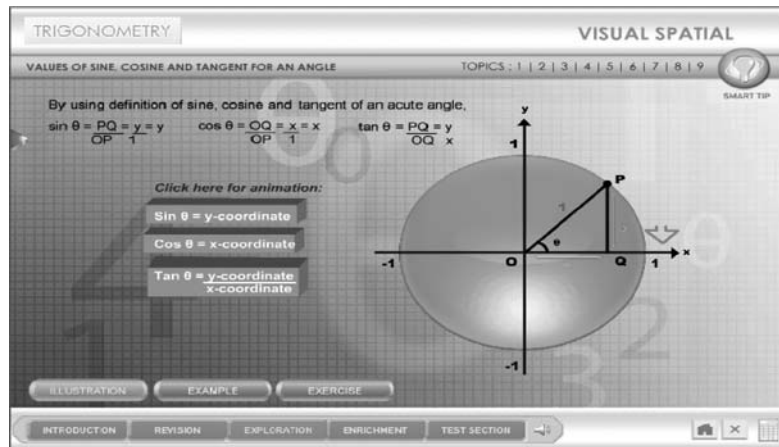 TRIGONOMETRY
VISUAL SPATIAL
VALUES OF SINE, COSINE AND TANGENT FOR AN ANGLE
TOPICS : 1 | 2 | 3 | 4 | 5 | 6 | 7 | 8 | 9
SMART TIP
By using definition of sine, cosine and tangent of an acute angle,
sin θ = PQ = y = y cos θ = OQ = x = x tan θ = PQ = y
OP 1 OP 1 OQ x
Click here for animation:
Sin θ = y-coordinate
Cos θ = x-coordinate
Tan θ = y-coordinate
x-coordinate
y
1
P
1
θ
-1 O Q 1 x
-1
ILLUSTRATION EXAMPLE EXERCISE
INTRODUCTION REVISION EXPLORATION ENRICHMENT TEST SECTION